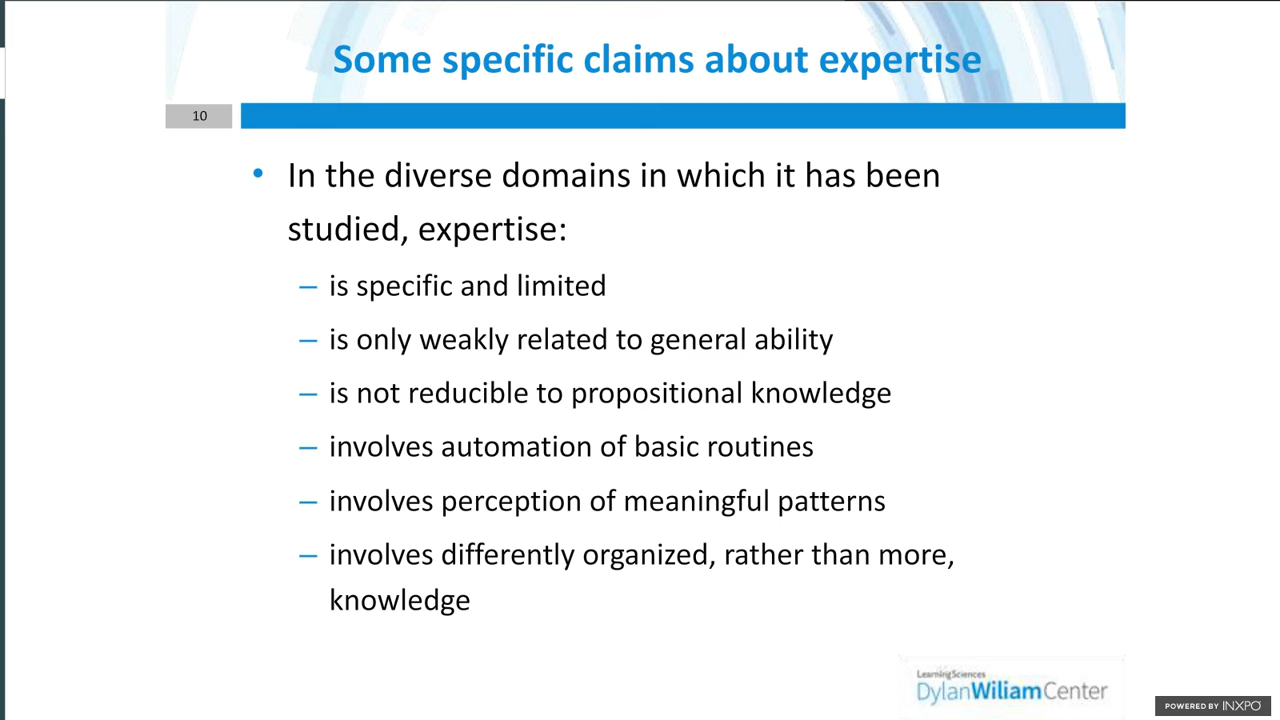 Some specific claims about expertise
10
• In the diverse domains in which it has been
studied, expertise:
– is specific and limited
– is only weakly related to general ability
– is not reducible to propositional knowledge
– involves automation of basic routines
– involves perception of meaningful patterns
– involves differently organized, rather than more,
knowledge
LearningSciences
DylanWiliamCenter
POWERED BY INXPO